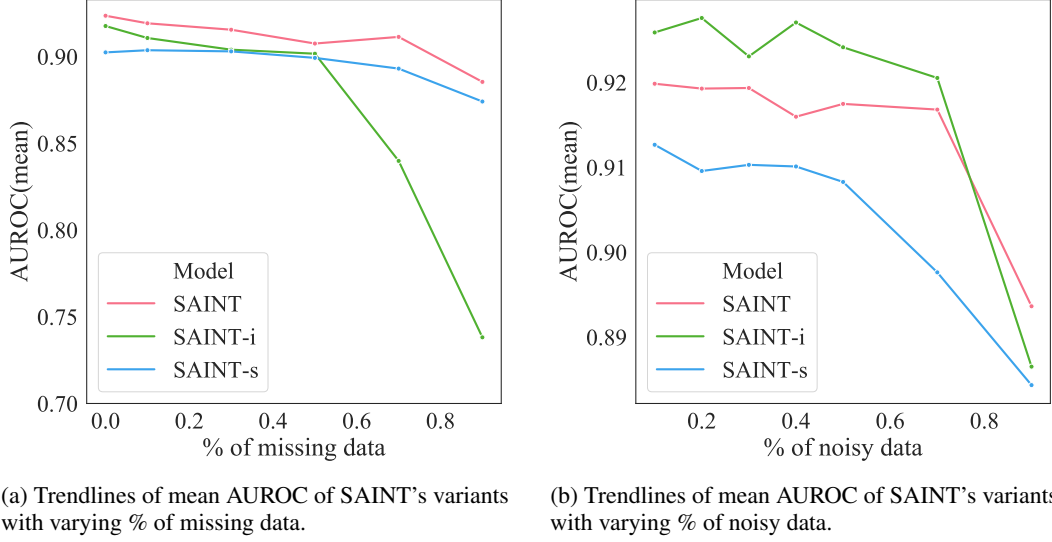 0.90
0.85
0.80
0.75
0.70
AUROC(mean)
Model
SAINT
SAINT-i
SAINT-s
0.0 0.2 0.4 0.6 0.8
% of missing data
(a) Trendlines of mean AUROC of SAINT's variants
with varying % of missing data.
0.92
0.91
0.90
0.89
AUROC(mean)
Model
SAINT
SAINT-i
SAINT-s
0.2 0.4 0.6 0.8
% of noisy data
(b) Trendlines of mean AUROC of SAINT's variants
with varying % of noisy data.